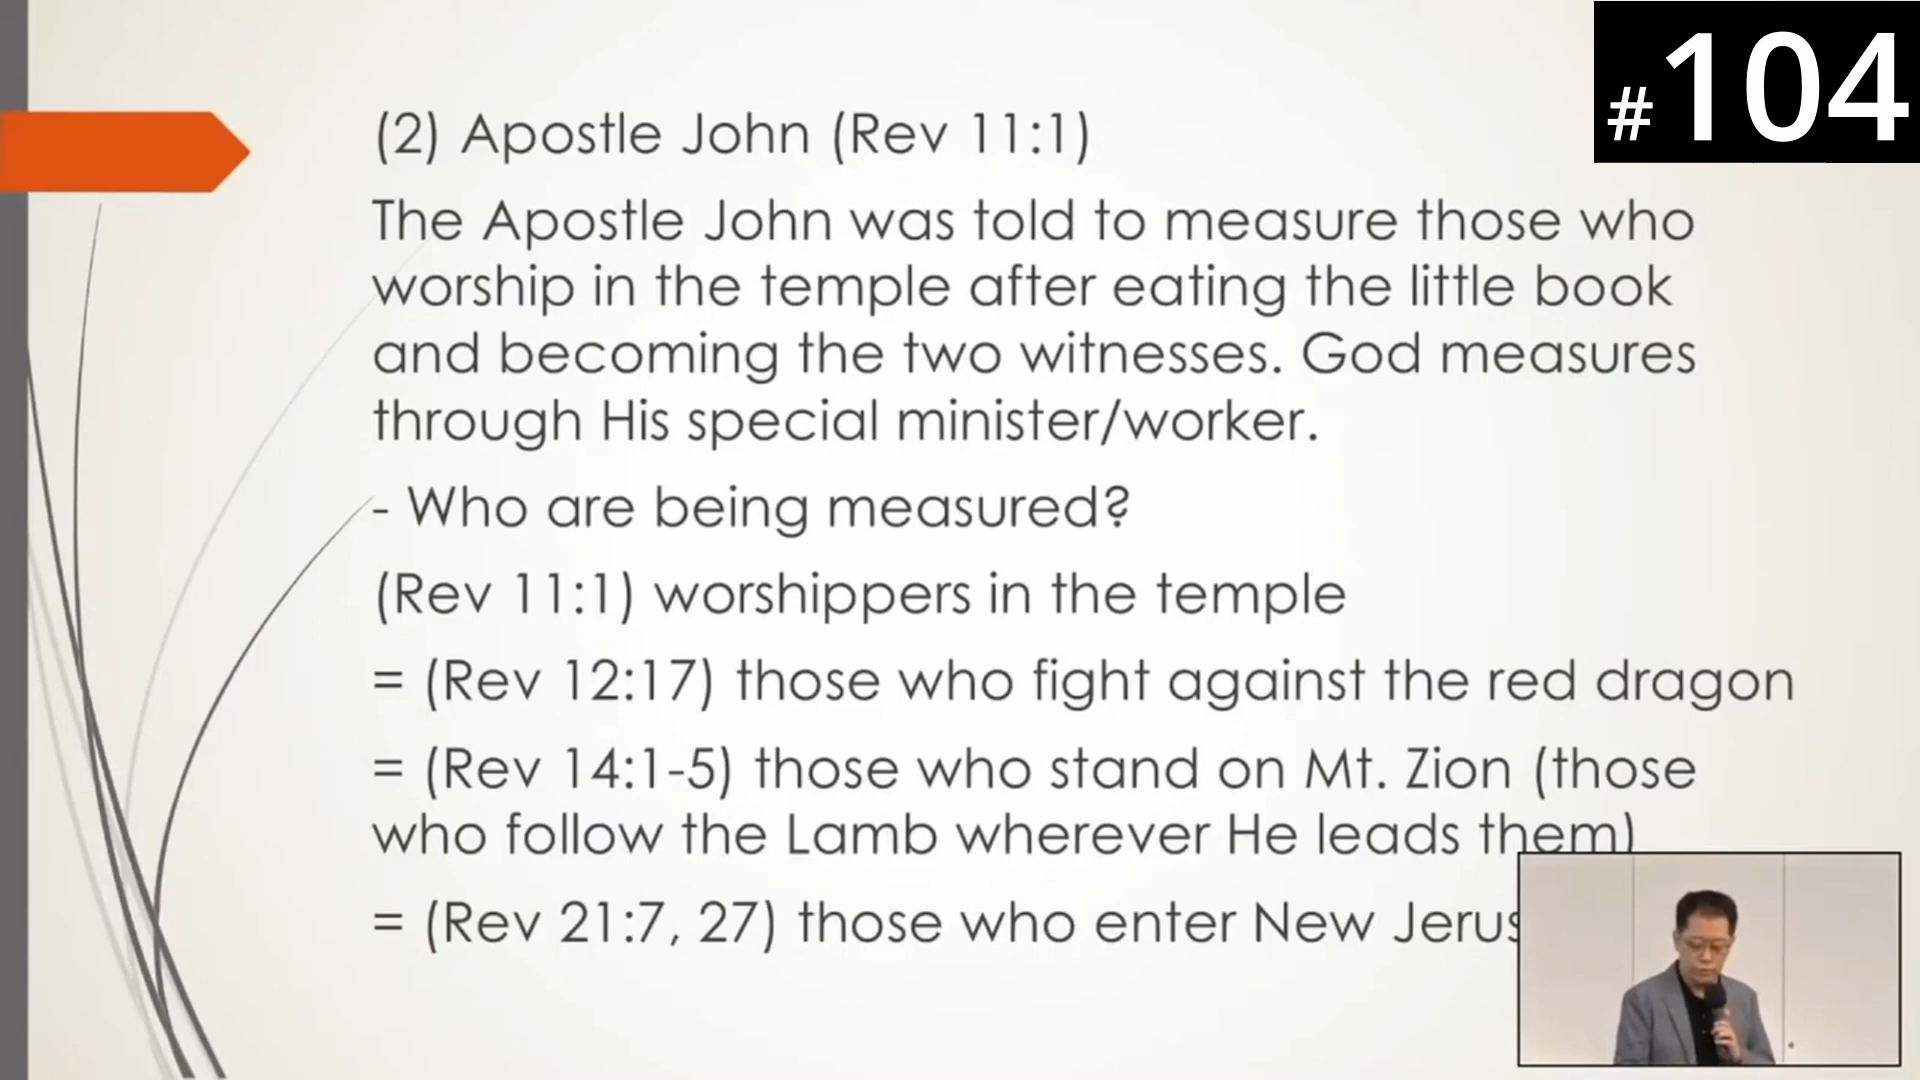 #104
(2) Apostle John (Rev 11:1)
The Apostle John was told to measure those who
worship in the temple after eating the little book
and becoming the two witnesses. God measures
through His special minister/worker.
- Who are being measured?
(Rev 11:1) worshippers in the temple
= (Rev 12:17) those who fight against the red dragon
= (Rev 14:1-5) those who stand on Mt. Zion (those
who follow the Lamb wherever He leads them)
= (Rev 21:7, 27) those who enter New